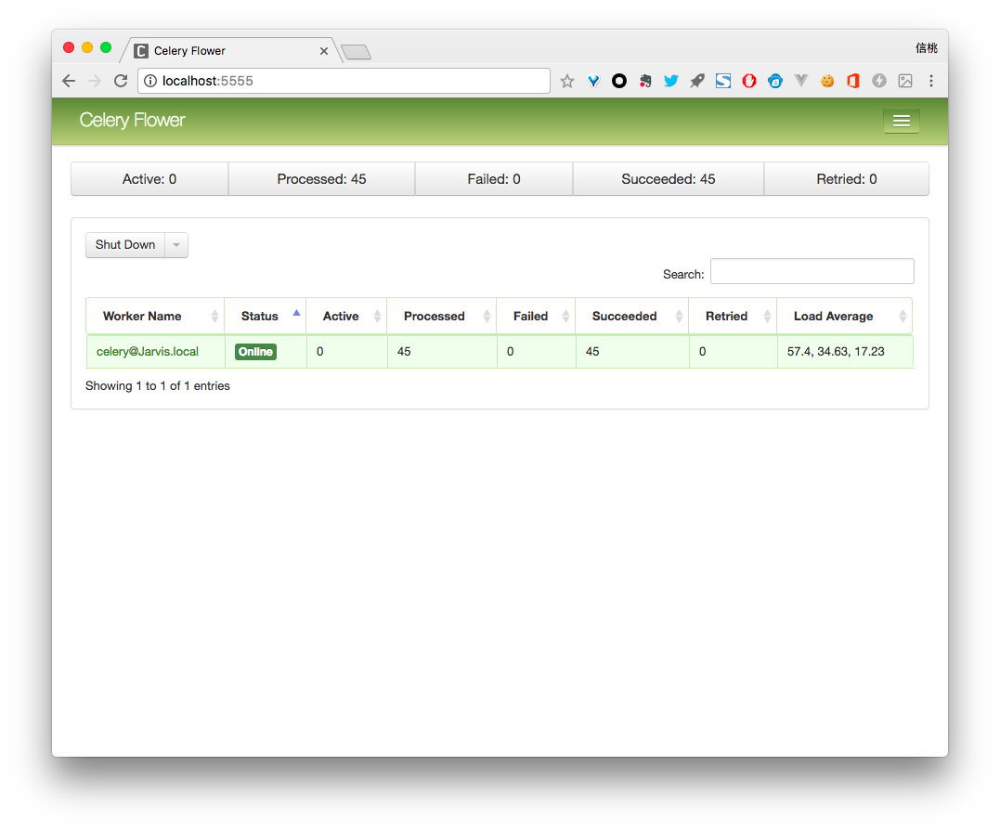 Celery Flower
信桃
localhost:5555
Celery Flower
Active: 0 Processed: 45 Failed: 0 Succeeded: 45 Retried: 0
Shut Down
Search:
Worker Name Status Active Processed Failed Succeeded Retried Load Average
celery@Jarvis.local Online 0 45 0 45 0 57.4, 34.63, 17.23
Showing 1 to 1 of 1 entries